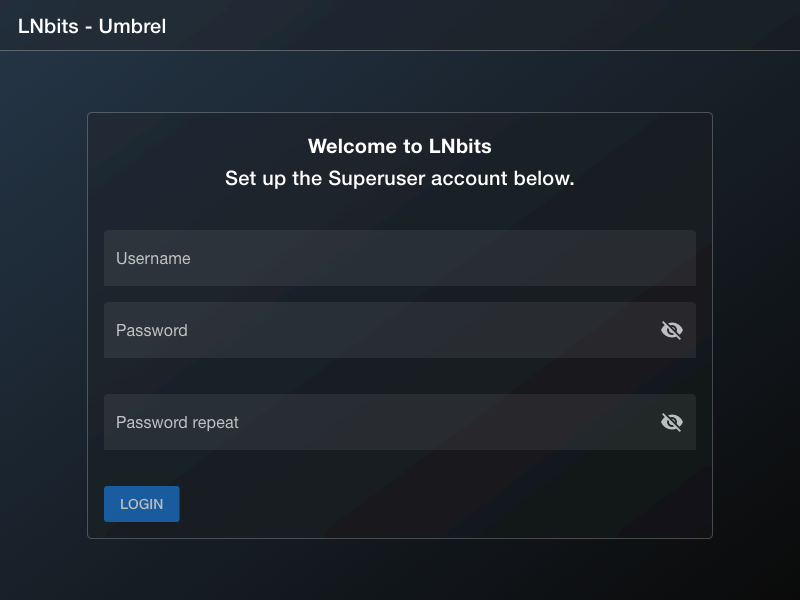 LNbits - Umbrel
Welcome to LNbits
Set up the Superuser account below.
Username
Password
Password repeat
LOGIN